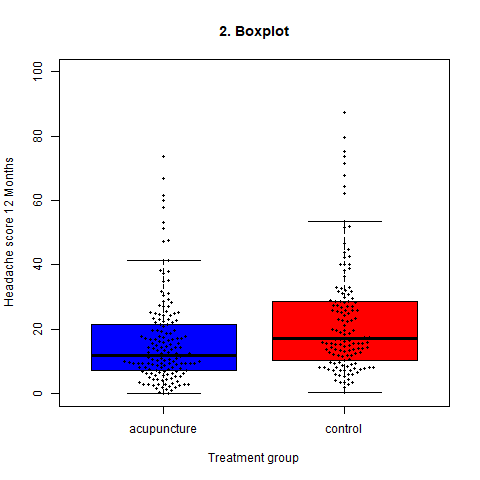 2. Boxplot
Headache score 12 Months
100
80
60
40
20
0
acupuncture
control
Treatment group